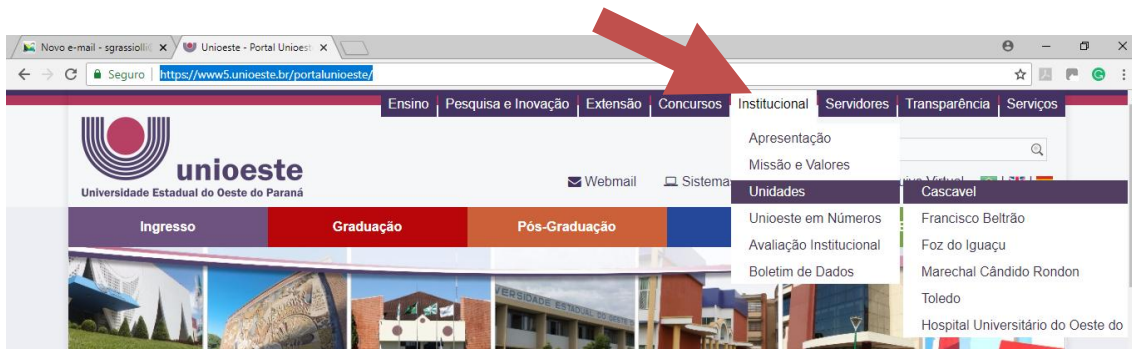 Novo e-mail - sgrassiolli
Unioeste - Portal Unioest
Seguro
https://www5.unioeste.br/portalunioeste/
Ensino
Pesquisa e Inovação
Extensão
Concursos
Institucional
Servidores
Transparência
Serviços
unioeste
Universidade Estadual do Oeste do Paraná
Webmail
Sistema
Virtual
Apresentação
Missão e Valores
Unidades
Unioeste em Números
Avaliação Institucional
Boletim de Dados
Cascavel
Francisco Beltrão
Foz do Iguaçu
Marechal Cândido Rondon
Toledo
Hospital Universitário do Oeste do
Ingresso
Graduação
Pós-Graduação